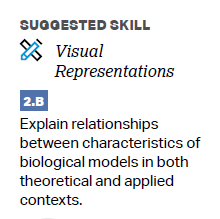 SUGGESTED SKILL
Visual
Representations
2.B
Explain relationships
between characteristics of
biological models in both
theoretical and applied
contexts.